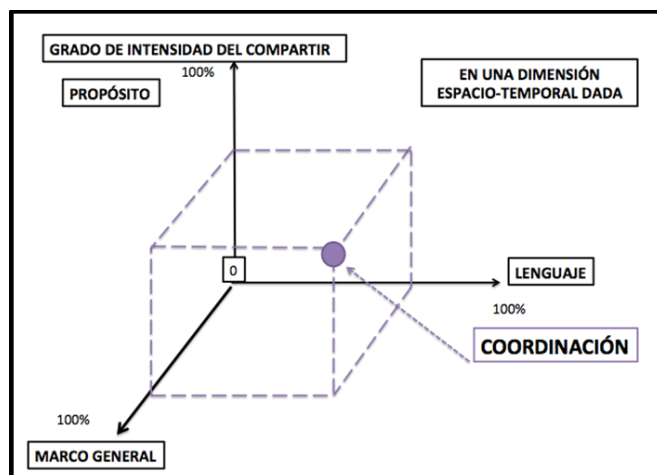 GRADO DE INTENSIDAD DEL COMPARTIR
100%
PROPÓSITO
EN UNA DIMENSIÓN
ESPACIO-TEMPORAL DADA
0
LENGUAJE
100%
COORDINACIÓN
100%
MARCO GENERAL